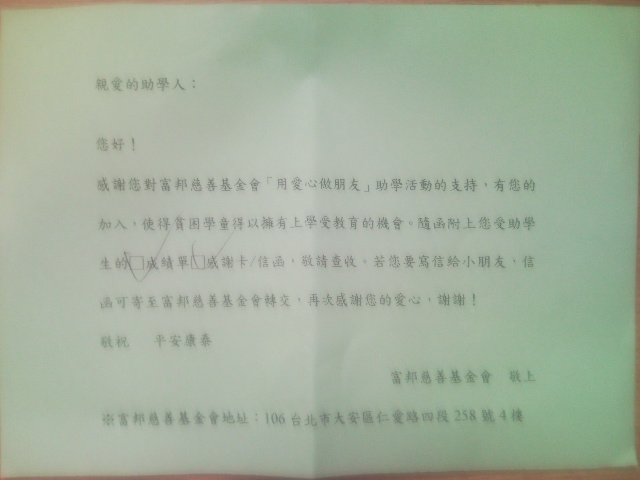 親愛的助學人：
您好！
感謝您對富邦慈善基金會「用愛心做朋友」助學活動的支持，有您的
加入，使得貧困學童得以擁有上學受教育的機會。隨函附上您受助學
生的☑成績單☑感謝卡/信函，敬請查收。若您要寫信給小朋友，信
函可寄至富邦慈善基金會轉交，再次感謝您的愛心，謝謝！
敬祝　平安康泰
富邦慈善基金會　敬上
※富邦慈善基金會地址：106 台北市大安區仁愛路四段 258 號 4 樓